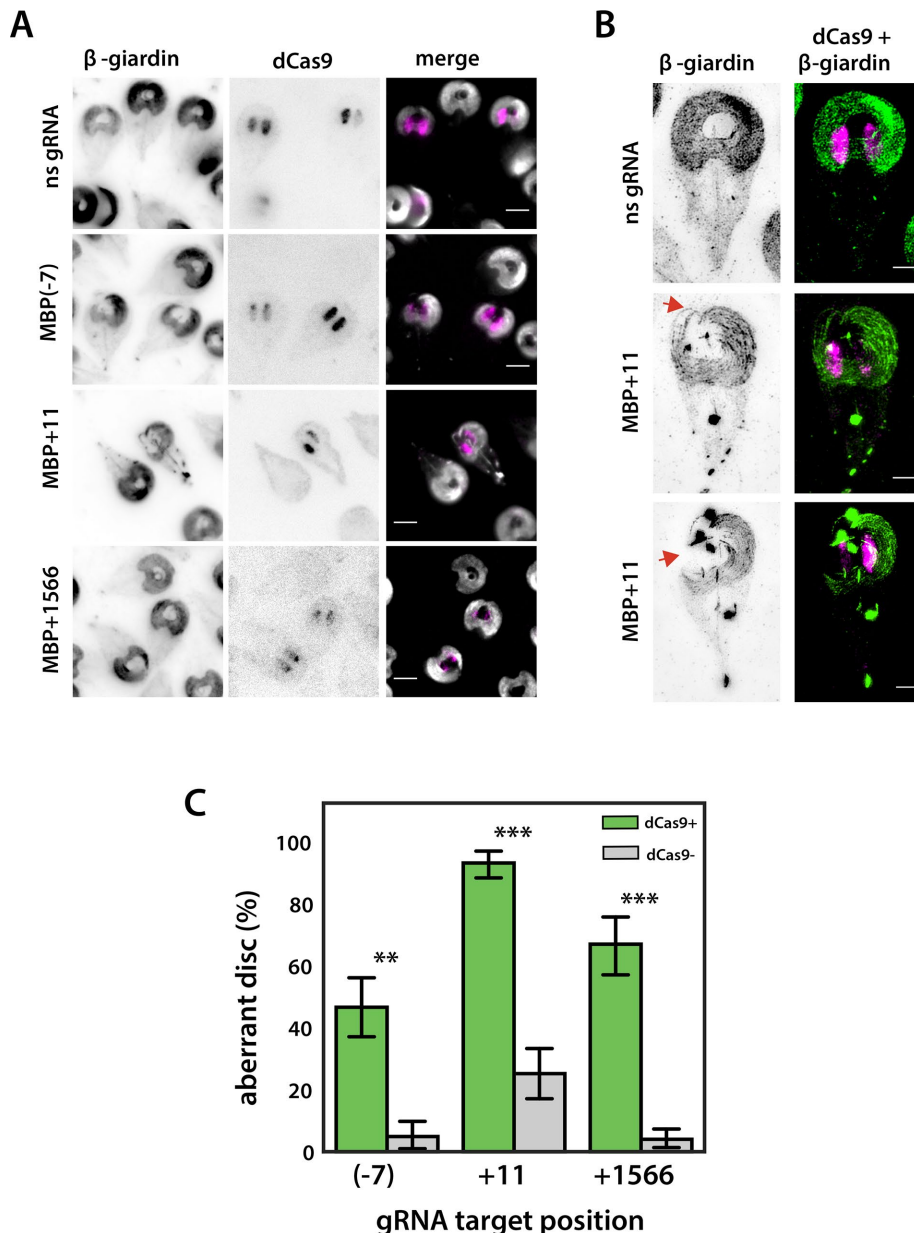 A
β -giardin
dCas9
merge
ns gRNA
MBP(-7)
MBP+11
MBP+1566
B
β -giardin
dCas9 +
β-giardin
ns gRNA
MBP+11
MBP+11
C
aberrant disc (%)
100
80
60
40
20
0
**
***
***
dCas9+
dCas9-
(-7)
+11
+1566
gRNA target position